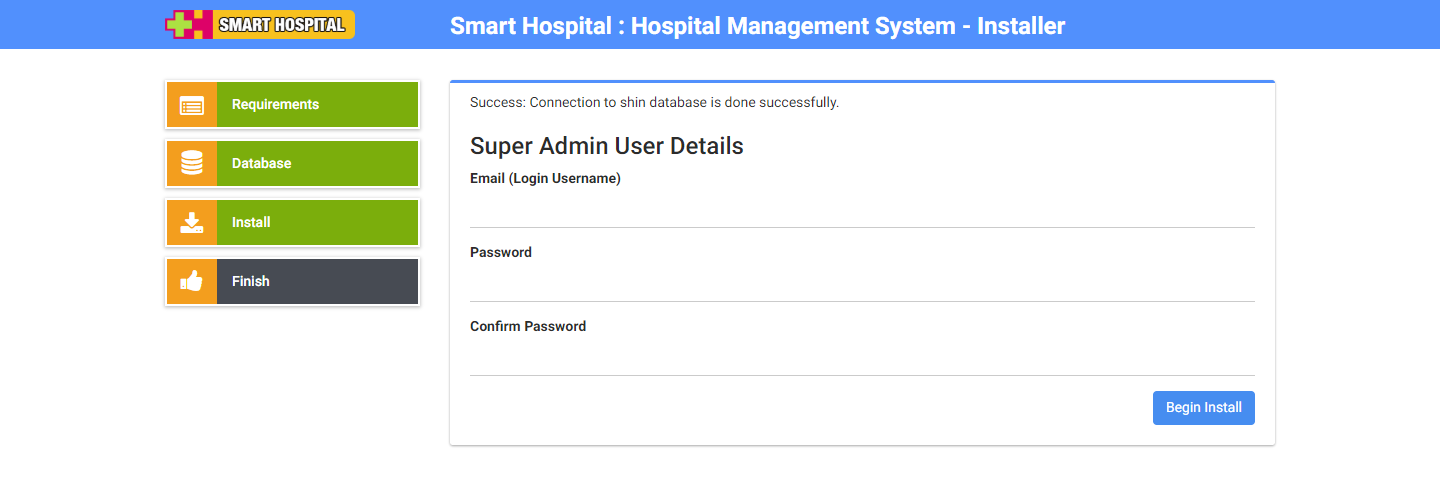 SMART HOSPITAL
Smart Hospital : Hospital Management System - Installer
Requirements
Database
Install
Finish
Success: Connection to shin database is done successfully.
Super Admin User Details
Email (Login Username)
Password
Confirm Password
Begin Install